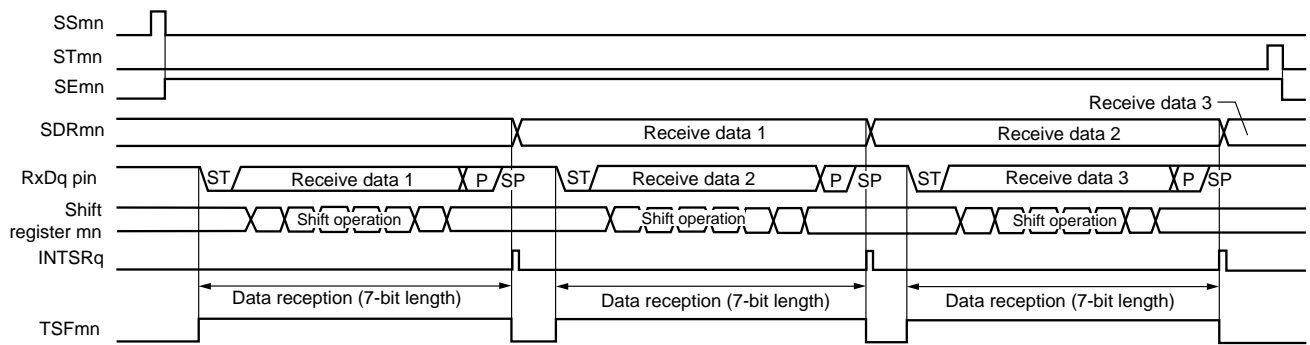 SSmn
STmn
SEmn
Receive data 3
SDRmn Receive data 1 Receive data 2
RxDq pin ST Receive data 1 P SP ST Receive data 2 P SP ST Receive data 3 P SP
Shift
register mn Shift operation Shift operation Shift operation
INTSRq
Data reception (7-bit length) Data reception (7-bit length) Data reception (7-bit length)
TSFmn